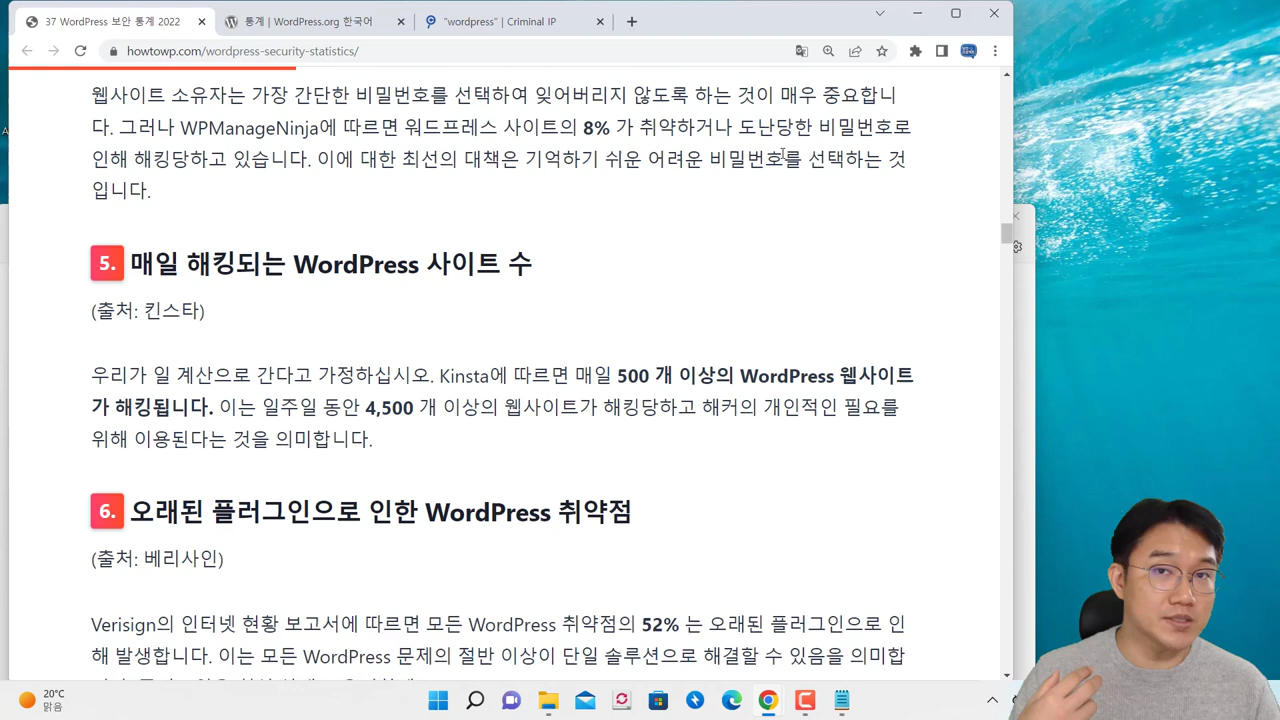 37 WordPress 보안 통계 2022
통계 | WordPress.org 한국어
"wordpress" | Criminal IP
howtowp.com/wordpress-security-statistics/
웹사이트 소유자는 가장 간단한 비밀번호를 선택하여 잊어버리지 않도록 하는 것이 매우 중요합니
다. 그러나 WPManageNinja에 따르면 워드프레스 사이트의 8% 가 취약하거나 도난당한 비밀번호로
인해 해킹당하고 있습니다. 이에 대한 최선의 대책은 기억하기 쉬운 어려운 비밀번호를 선택하는 것
입니다.
5. 매일 해킹되는 WordPress 사이트 수
(출처: 킨스타)
우리가 일 계산으로 간다고 가정하십시오. Kinsta에 따르면 매일 500 개 이상의 WordPress 웹사이트
가 해킹됩니다. 이는 일주일 동안 4,500 개 이상의 웹사이트가 해킹당하고 해커의 개인적인 필요를
위해 이용된다는 것을 의미합니다.
6. 오래된 플러그인으로 인한 WordPress 취약점
(출처: 베리사인)
Verisign의 인터넷 현황 보고서에 따르면 모든 WordPress 취약점의 52% 는 오래된 플러그인으로 인
해 발생합니다. 이는 모든 WordPress 문제의 절반 이상이 단일 솔루션으로 해결할 수 있음을 의미합
20°C
맑음